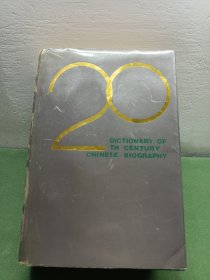 20
DICTIONARY OF
TH CENTURY
CHINESE BIOGRAPHY